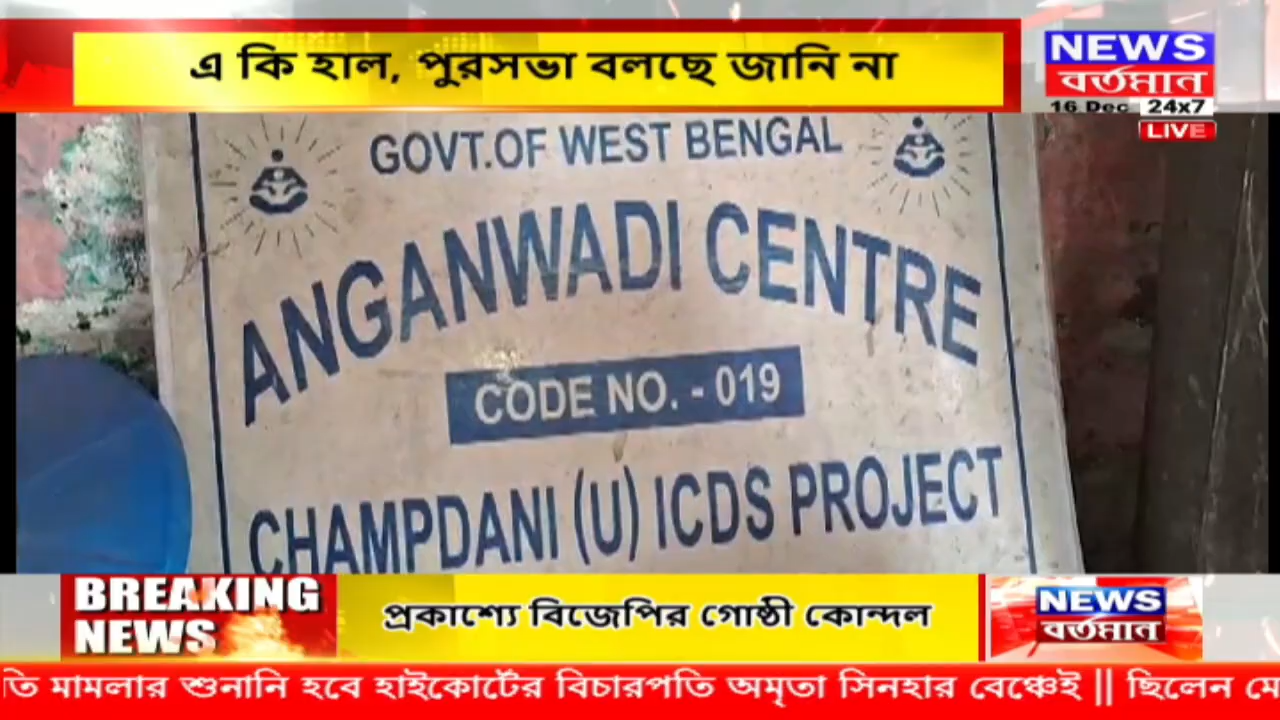 এ কি হাল, পুরসভা বলছে জানি না
NEWS
বর্তমান
16 Dec 24x7
LIVE
GOVT.OF WEST BENGAL
ANGANWADI CENTRE
CODE NO. - 019
CHAMPDANI (U) ICDS PROJECT
BREAKING
NEWS
প্রকাশ্যে বিজেপির গোষ্ঠী কোন্দল
NEWS
বর্তমান
মামলার শুনানি হবে হাইকোর্টের বিচারপতি অমৃতা সিনহার বেঞ্চেই || ছিলেন